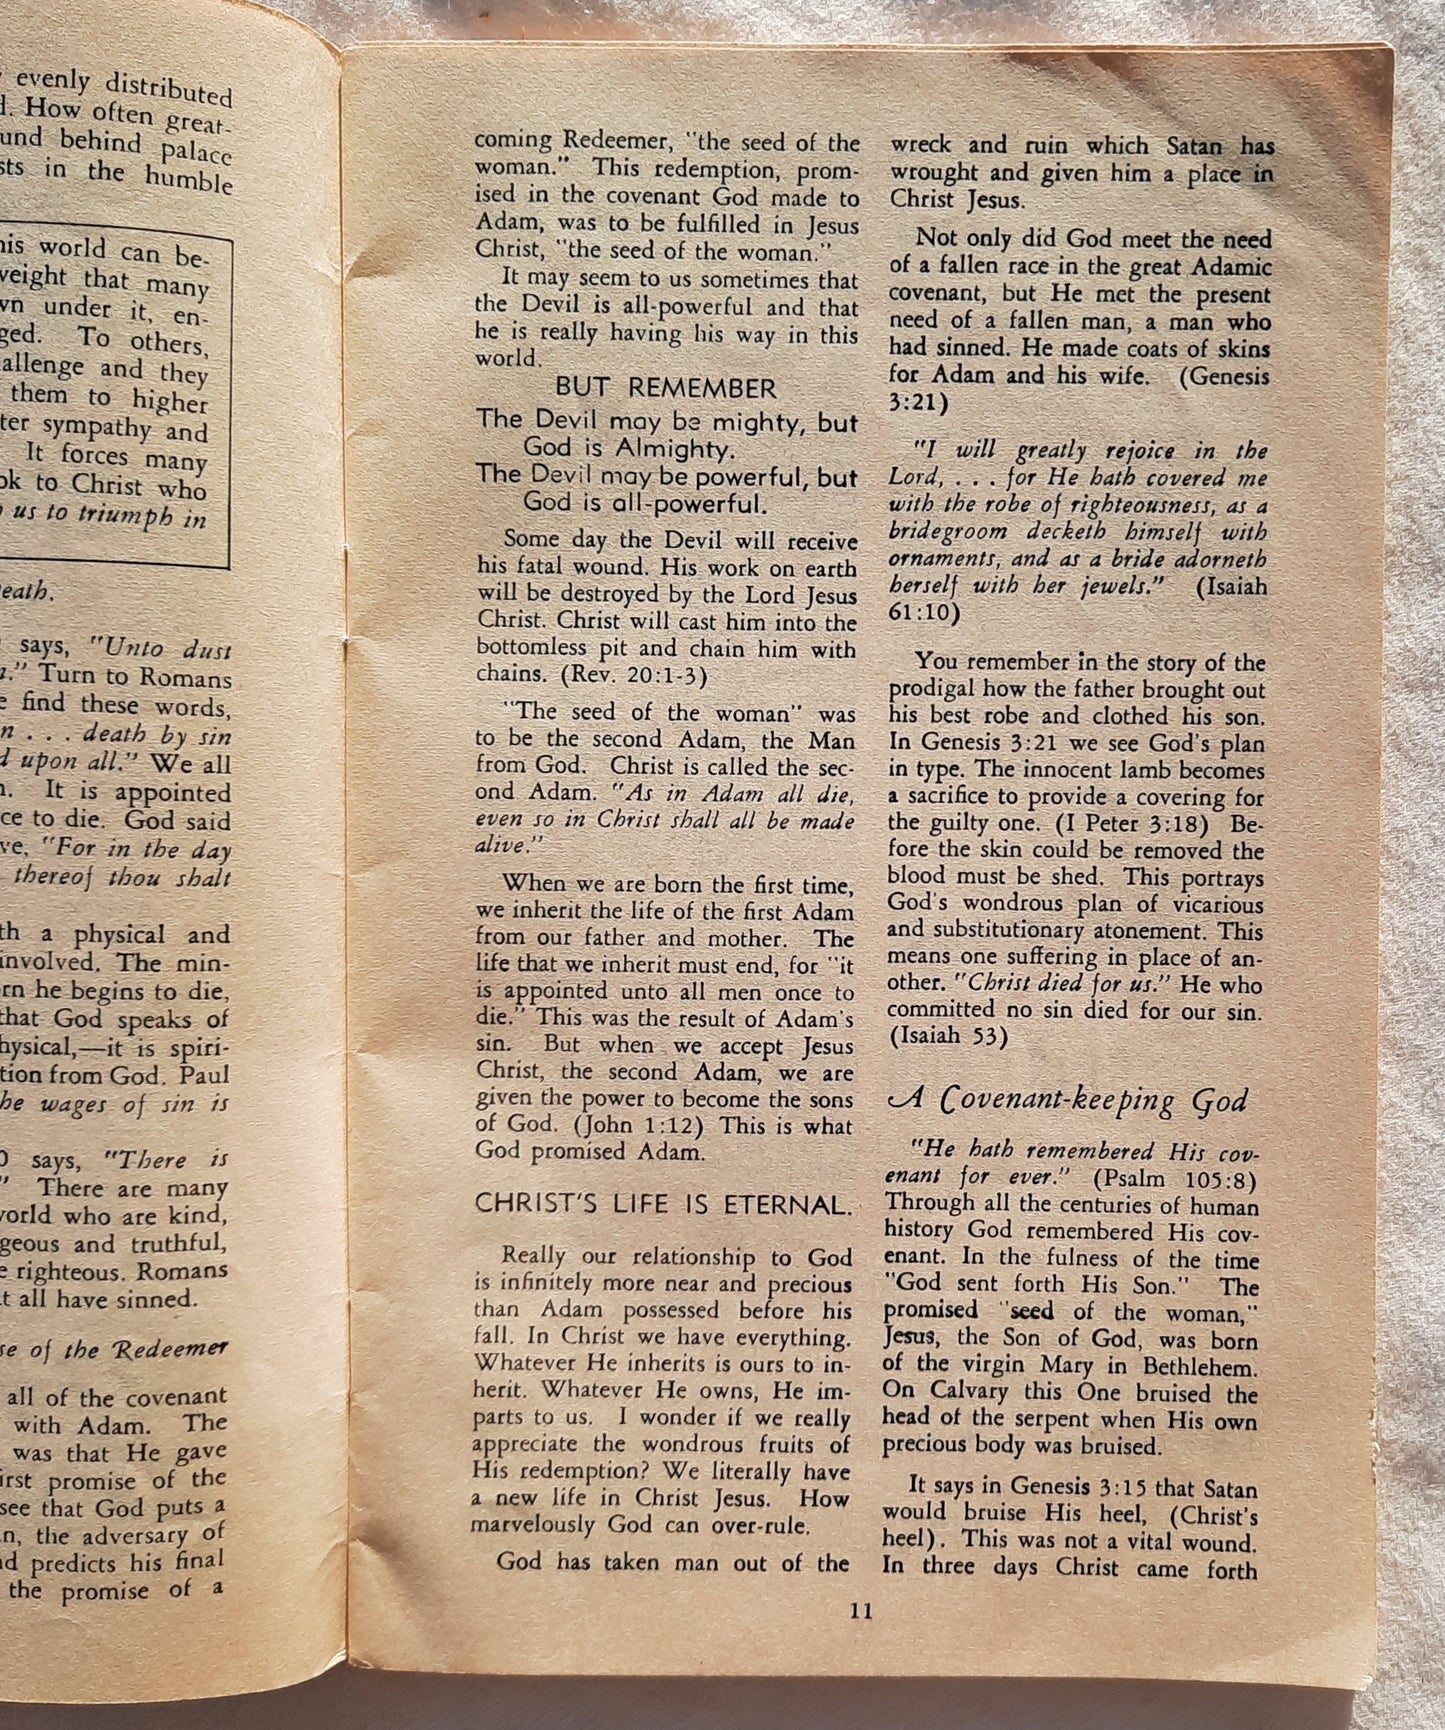 evenly distributed
How often great-
und behind palace
sts in the humble
his world can be-
weight that many
wn under it, en-
ged. To others,
allenge and they
them to higher
ter sympathy and
It forces many
ok to Christ who
us to triumph in
eath.
says, "Unto dust
Turn to Romans
find these words,
n . . . death by sin
d upon all." We all
It is appointed
ce to die. God said
ve, "For in the day
thereof thou shalt
th a physical and
involved. The min-
rn he begins to die,
that God speaks of
hysical,—it is spiri-
tion from God. Paul
he wages of sin is
0 says, "There is
" There are many
world who are kind,
geous and truthful,
e righteous. Romans
t all have sinned.
se of the Redeemer
all of the covenant
with Adam. The
was that He gave
irst promise of the
see that God puts a
n, the adversary of
nd predicts his final
the promise of a
coming Redeemer, "the seed of the
woman." This redemption, prom-
ised in the covenant God made to
Adam, was to be fulfilled in Jesus
Christ, "the seed of the woman."
It may seem to us sometimes that
the Devil is all-powerful and that
he is really having his way in this
world.
BUT REMEMBER
The Devil may be mighty, but
God is Almighty.
The Devil may be powerful, but
God is all-powerful.
Some day the Devil will receive
his fatal wound. His work on earth
will be destroyed by the Lord Jesus
Christ. Christ will cast him into the
bottomless pit and chain him with
chains. (Rev. 20:1-3)
"The seed of the woman" was
to be the second Adam, the Man
from God. Christ is called the sec-
ond Adam. "As in Adam all die,
even so in Christ shall all be made
alive."
When we are born the first time,
we inherit the life of the first Adam
from our father and mother. The
life that we inherit must end, for "it
is appointed unto all men once to
die." This was the result of Adam's
sin. But when we accept Jesus
Christ, the second Adam, we are
given the power to become the sons
of God. (John 1:12) This is what
God promised Adam.
CHRIST'S LIFE IS ETERNAL.
Really our relationship to God
is infinitely more near and precious
than Adam possessed before his
fall. In Christ we have everything.
Whatever He inherits is ours to in-
herit. Whatever He owns, He im-
parts to us. I wonder if we really
appreciate the wondrous fruits of
His redemption? We literally have
a new life in Christ Jesus. How
marvelously God can over-rule.
God has taken man out of the
wreck and ruin which Satan has
wrought and given him a place in
Christ Jesus.
Not only did God meet the need
of a fallen race in the great Adamic
covenant, but He met the present
need of a fallen man, a man who
had sinned. He made coats of skins
for Adam and his wife. (Genesis
3:21)
"I will greatly rejoice in the
Lord, . . . for He hath covered me
with the robe of righteousness, as a
bridegroom decketh himself with
ornaments, and as a bride adorneth
herself with her jewels." (Isaiah
61:10)
You remember in the story of the
prodigal how the father brought out
his best robe and clothed his son.
In Genesis 3:21 we see God's plan
in type. The innocent lamb becomes
a sacrifice to provide a covering for
the guilty one. (I Peter 3:18) Be-
fore the skin could be removed the
blood must be shed. This portrays
God's wondrous plan of vicarious
and substitutionary atonement. This
means one suffering in place of an-
other. "Christ died for us." He who
committed no sin died for our sin.
(Isaiah 53)
A Covenant-keeping God
"He hath remembered His cov-
enant for ever." (Psalm 105:8)
Through all the centuries of human
history God remembered His cov-
enant. In the fulness of the time
"God sent forth His Son." The
promised "seed of the woman,"
Jesus, the Son of God, was born
of the virgin Mary in Bethlehem.
On Calvary this One bruised the
head of the serpent when His own
precious body was bruised.
It says in Genesis 3:15 that Satan
would bruise His heel, (Christ's
heel). This was not a vital wound.
In three days Christ came forth
11